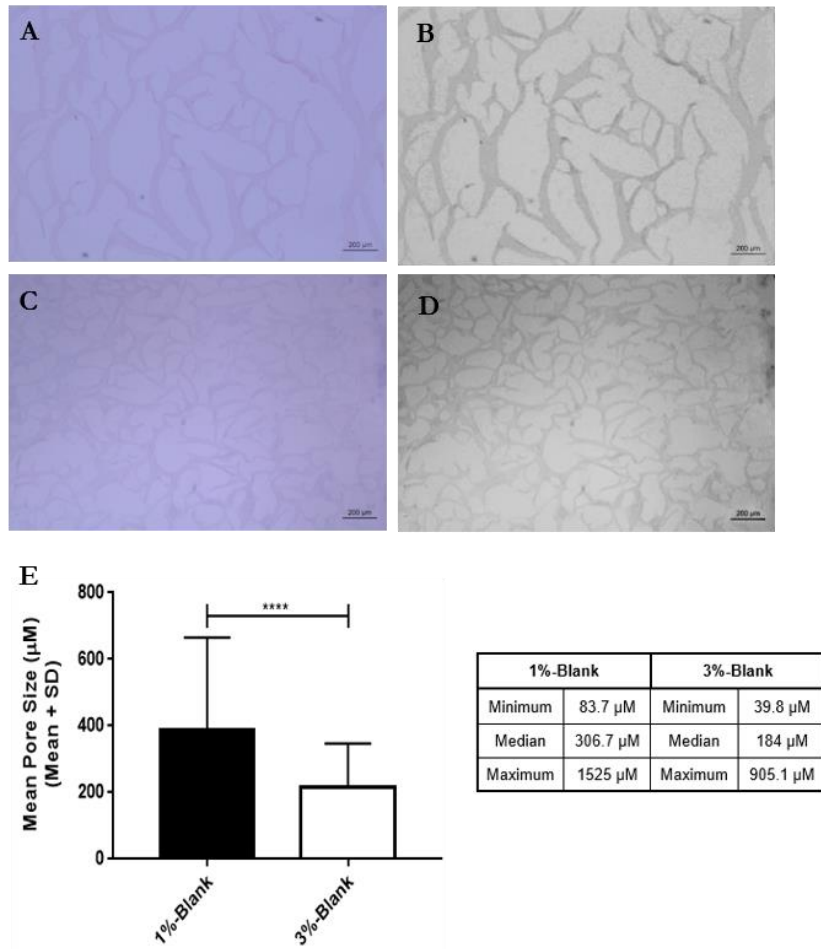 A
B
200 µm
200 µm
C
D
200 µm
200 µm
E
Mean Pore Size (µM)
(Mean + SD)
800
600
400
200
0
****
1%-Blank
3%-Blank
1%-Blank 3%-Blank
Minimum 83.7 µM Minimum 39.8 µM
Median 306.7 µM Median 184 µM
Maximum 1525 µM Maximum 905.1 µM